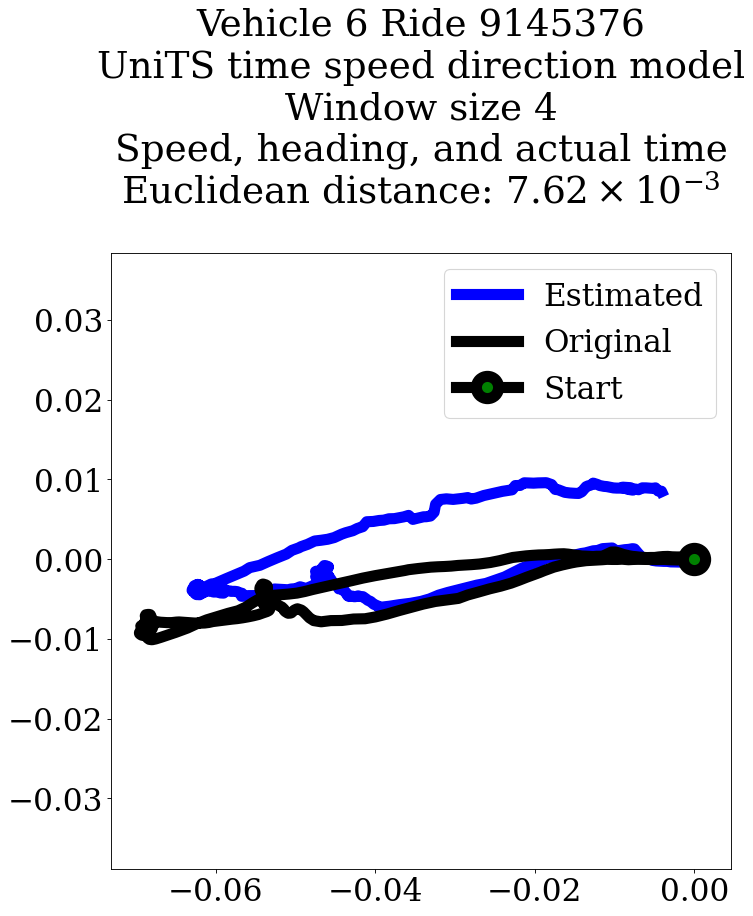 Vehicle 6 Ride 9145376
UniTS time speed direction model
Window size 4
Speed, heading, and actual time
Euclidean distance: 7.62 × 10⁻³
Estimated
Original
Start
0.03
0.02
0.01
0.00
−0.01
−0.02
−0.03
−0.06
−0.04
−0.02
0.00